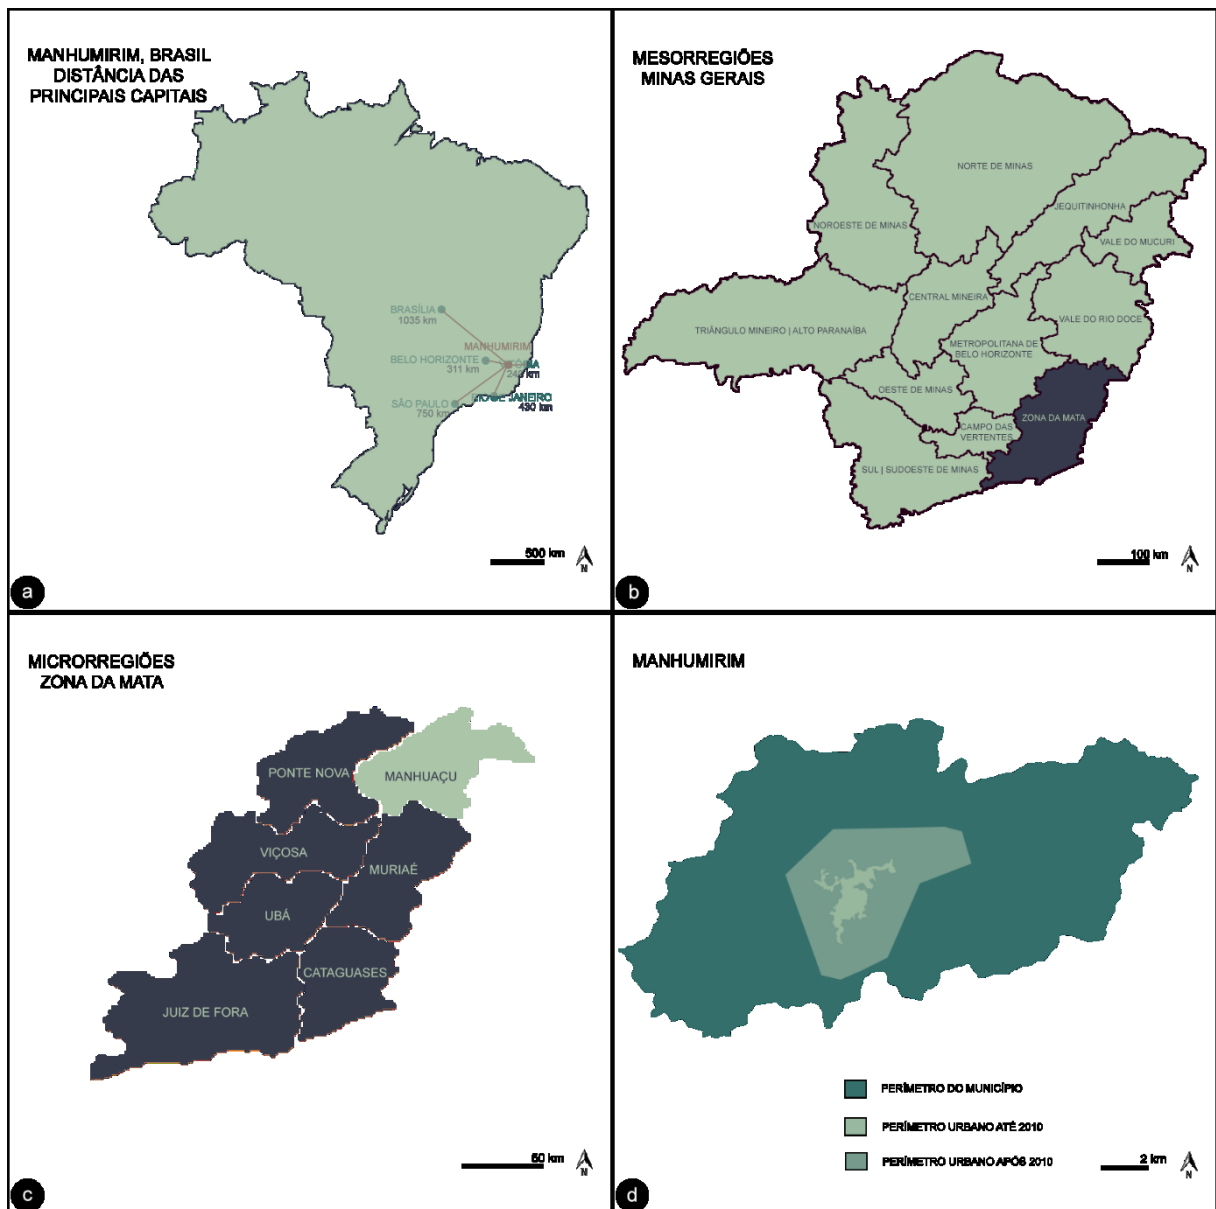 MANHUMIRIM, BRASIL
DISTÂNCIA DAS
PRINCIPAIS CAPITAIS
BRASÍLIA
1035 km
MANHUMIRIM
BELO HORIZONTE
311 km
km
SÃO PAULO
750 km
JANEIRO
430 km
500 km
N
a
MESORREGIÕES
MINAS GERAIS
NORTE DE MINAS
JEQUITINHONHA
NOROESTE DE MINAS
VALE DO MUCURI
CENTRAL MINEIRA
VALE DO RIO DOCE
TRIÂNGULO MINEIRO | ALTO PARANAÍBA
METROPOLITANA DE
BELO HORIZONTE
OESTE DE MINAS
ZONA DA MATA
CAMPO DAS
VERTENTES
SUL | SUDOESTE DE MINAS
100 km
N
b
MICRORREGIÕES
ZONA DA MATA
PONTE NOVA
MANHUAÇU
VIÇOSA
MURIAÉ
UBÁ
CATAGUASES
JUIZ DE FORA
50 km
N
c
MANHUMIRIM
PERÍMETRO DO MUNICÍPIO
PERÍMETRO URBANO ATÉ 2010
PERÍMETRO URBANO APÓS 2010
2 km
N
d